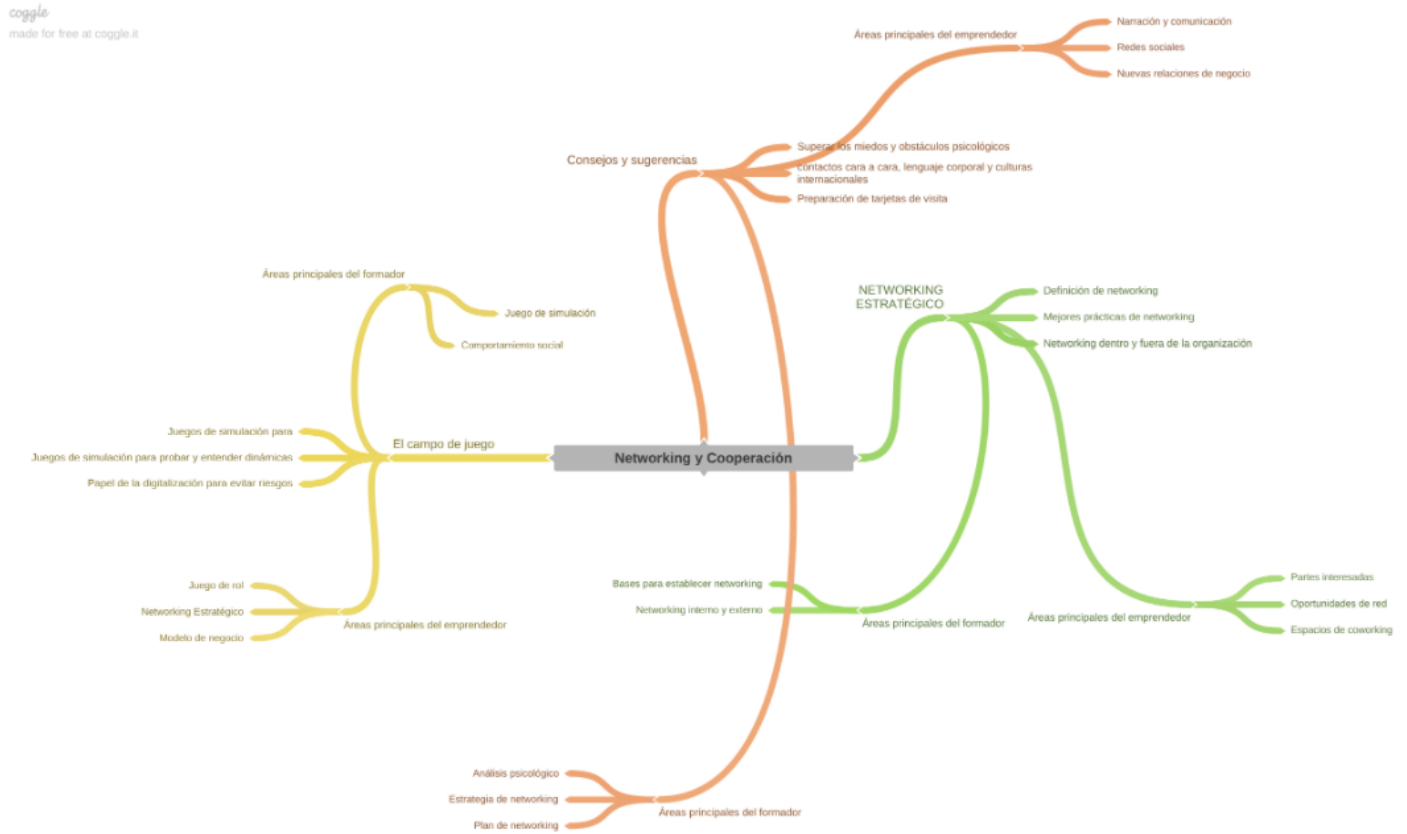 coggle
made for free at coggle.it
Áreas principales del emprendedor
Narración y comunicación
Redes sociales
Nuevas relaciones de negocio
Consejos y sugerencias
Superar los miedos y obstáculos psicológicos
contactos cara a cara, lenguaje corporal y culturas
internacionales
Preparación de tarjetas de visita
Áreas principales del formador
Juego de simulación
Comportamiento social
NETWORKING
ESTRATÉGICO
Definición de networking
Mejores prácticas de networking
Networking dentro y fuera de la organización
Juegos de simulación para
Juegos de simulación para probar y entender dinámicas
Papel de la digitalización para evitar riesgos
El campo de juego
Networking y Cooperación
Juego de rol
Networking Estratégico
Modelo de negocio
Áreas principales del emprendedor
Bases para establecer networking
Networking interno y externo
Áreas principales del formador
Áreas principales del emprendedor
Partes interesadas
Oportunidades de red
Espacios de coworking
Análisis psicológico
Estrategia de networking
Plan de networking
Áreas principales del formador